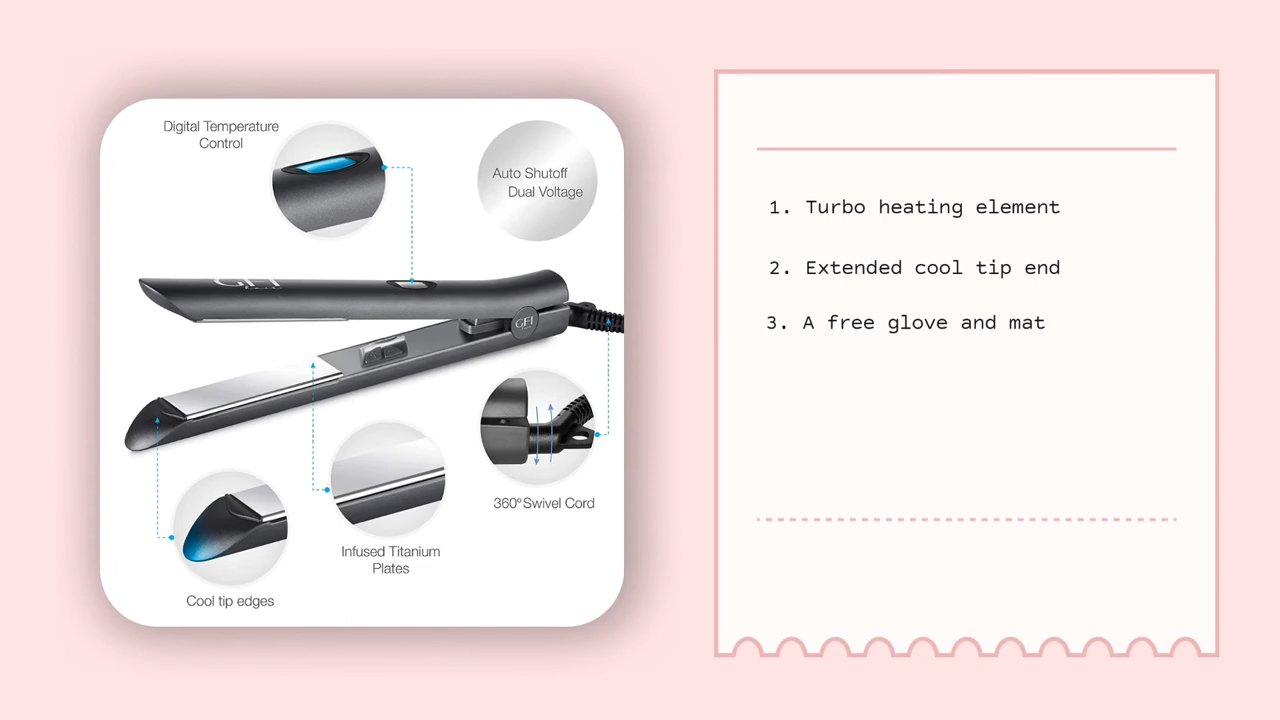 Digital Temperature
Control
Auto Shutoff
Dual Voltage
GFI
360° Swivel Cord
Infused Titanium
Plates
Cool tip edges
1. Turbo heating element
2. Extended cool tip end
3. A free glove and mat